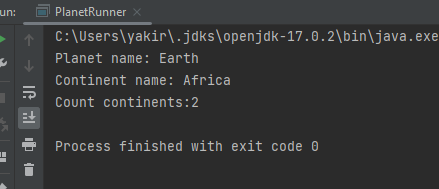 un: PlanetRunner
C:\Users\yakir\.jdks\openjdk-17.0.2\bin\java.exe
Planet name: Earth
Continent name: Africa
Count continents:2
Process finished with exit code 0